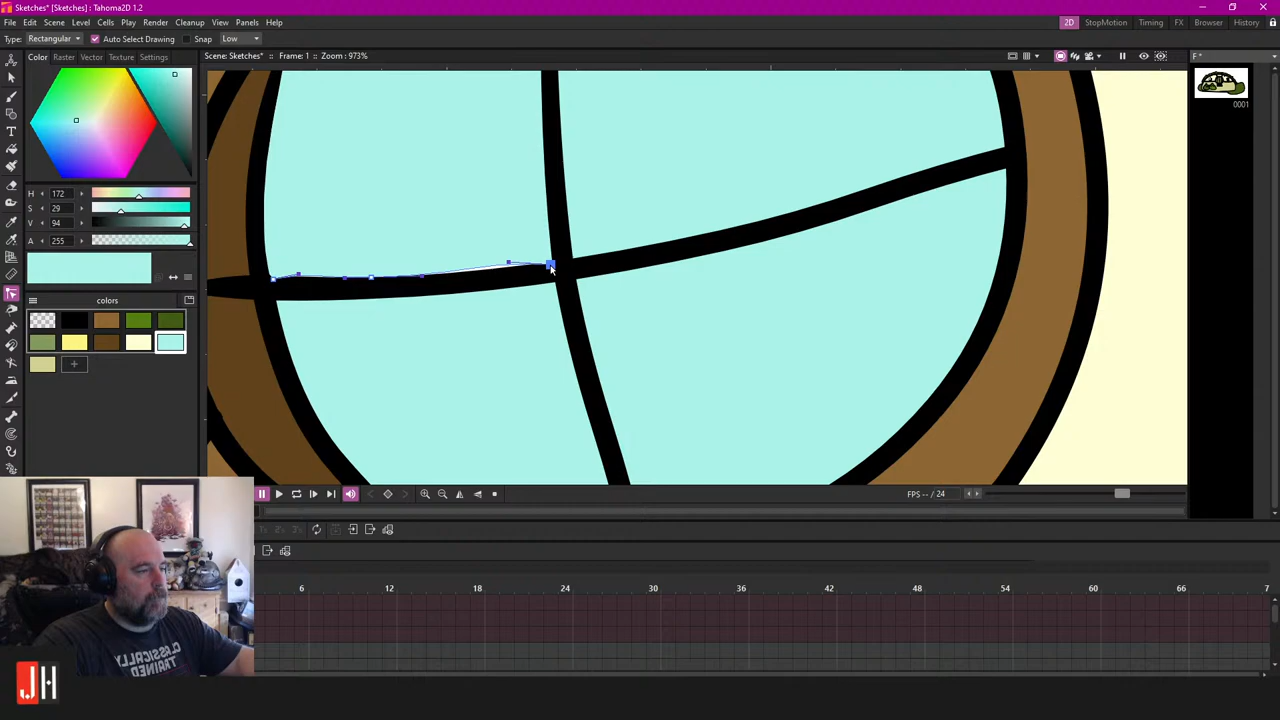 Sketches* [Sketches] : Tahoma2D 1.2
File Edit Scene Level Cells Play Render Cleanup View Panels Help
2D StopMotion Timing FX Browser History
Type: Rectangular Auto Select Drawing Snap Low
Color Raster Vector Texture Settings
Scene: Sketches* :: Frame: 1 :: Zoom : 973%
F *
0001
H 172
S 29
V 94
A 255
colors
+
FPS -- / 24
6 12 18 24 30 36 42 48 54 60 66 7
CLASSICALLY
TRAINED
JH